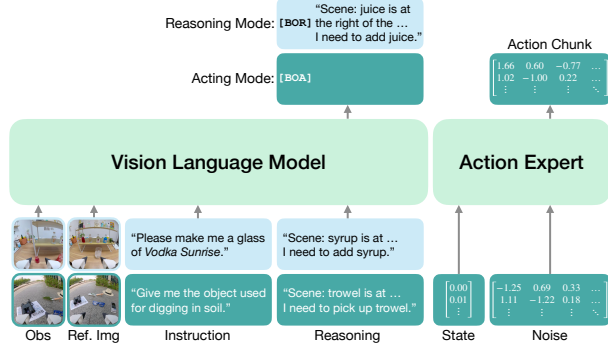 Reasoning Mode:
[BOR]
“Scene: juice is at
the right of the …
I need to add juice.”
Acting Mode:
[BOA]
Action Chunk
1.66 0.60 −0.77 …
1.02 −1.00 0.22 …
⋮ ⋮ ⋮ ⋱
Vision Language Model
Action Expert
“Please make me a glass
of Vodka Sunrise.”
“Scene: syrup is at …
I need to add syrup.”
“Give me the object used
for digging in soil.”
“Scene: trowel is at …
I need to pick up trowel.”
0.00
0.01
⋮
−1.25 0.69 0.33 …
1.11 −1.22 0.18 …
⋮ ⋮ ⋮ ⋱
Obs
Ref. Img
Instruction
Reasoning
State
Noise